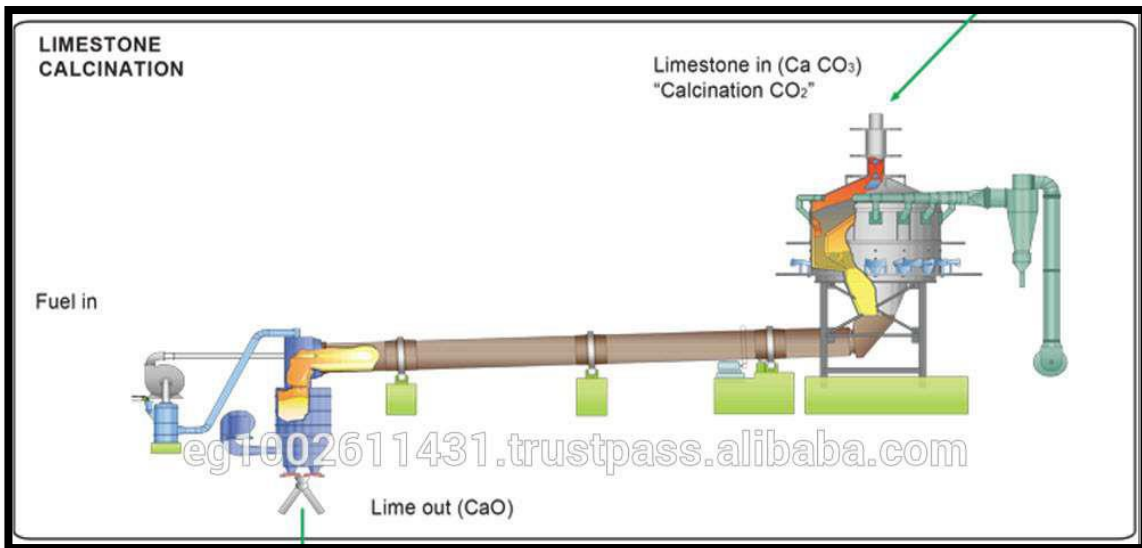 LIMESTONE
CALCINATION
Limestone in (Ca CO₃)
“Calcination CO₂”
Fuel in
eg1002611431.trustpass.alibaba.com
Lime out (CaO)